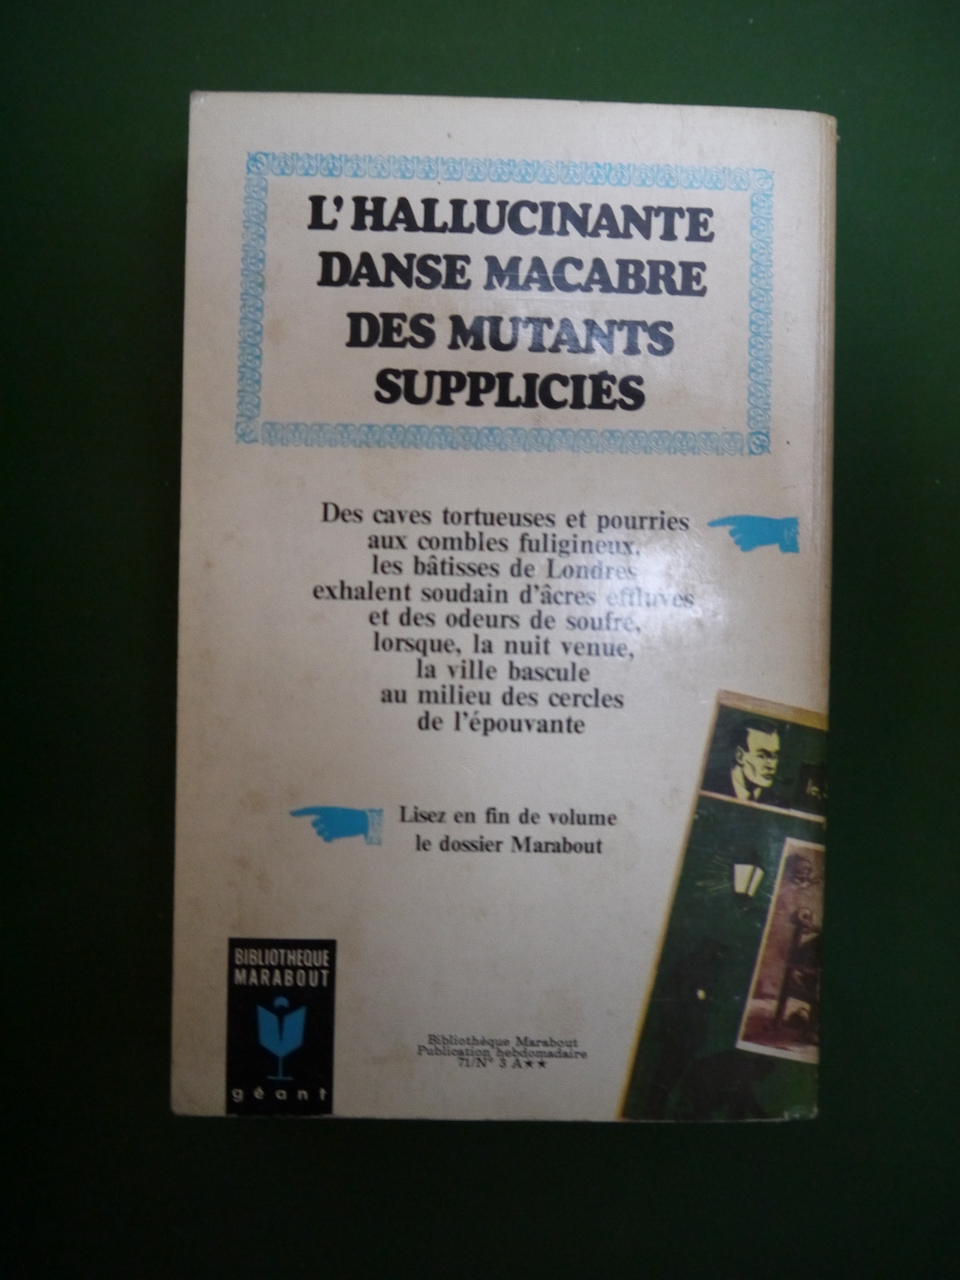 L'HALLUCINANTE
DANSE MACABRE
DES MUTANTS
SUPPLICIÉS
Des caves tortueuses et pourries
aux combles fuligineux,
les bâtisses de Londres
exhalent soudain d'âcres effluves
et des odeurs de soufre,
lorsque, la nuit venue,
la ville bascule
au milieu des cercles
de l'épouvante
Lisez en fin de volume
le dossier Marabout
BIBLIOTHEQUE
MARABOUT
géant
Bibliothèque Marabout
Publication hebdomadaire
71/N° 3 A★★